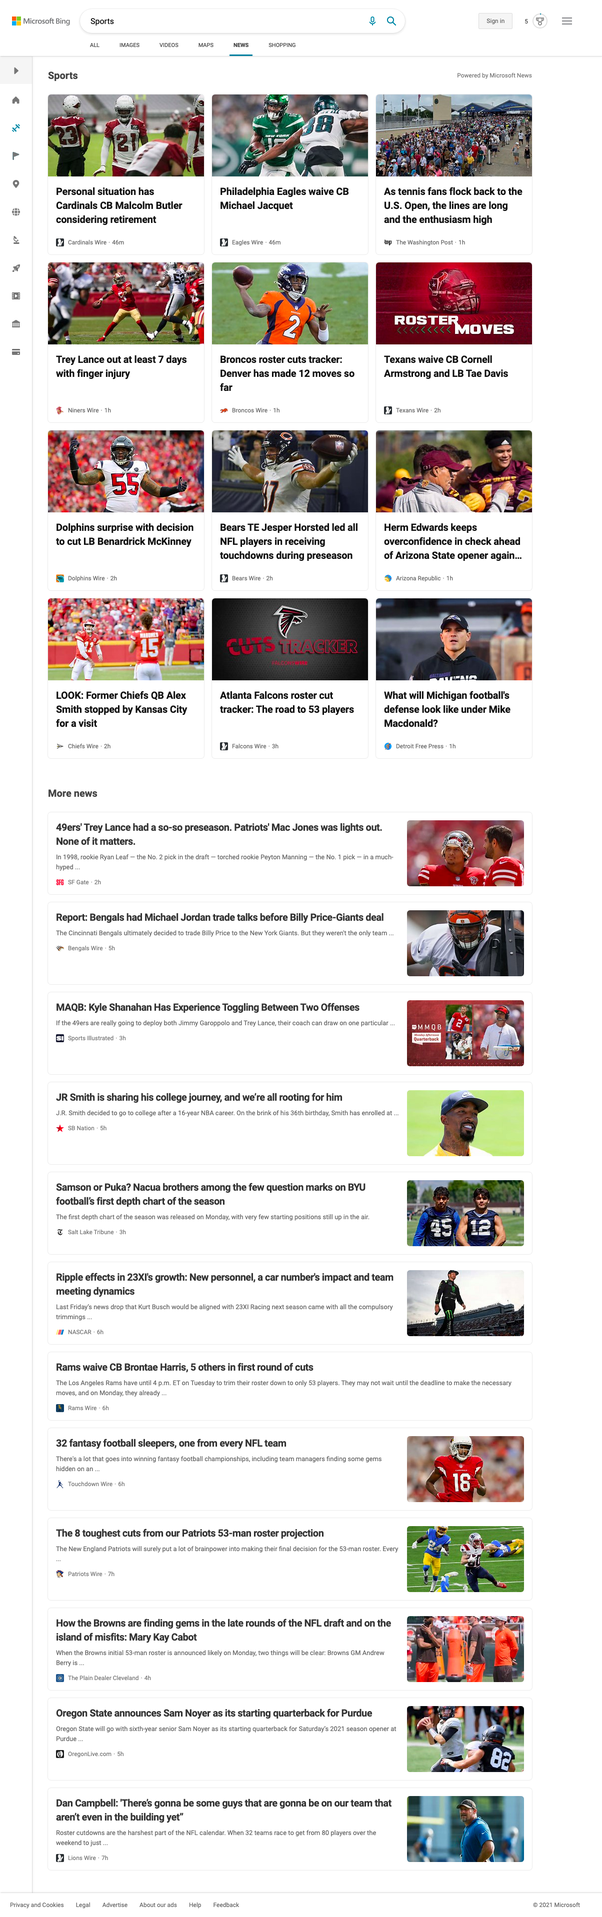 Microsoft Bing
Sports
Sign in
5
ALL IMAGES VIDEOS MAPS NEWS SHOPPING
Sports
Powered by Microsoft News
Personal situation has
Cardinals CB Malcolm Butler
considering retirement
Cardinals Wire · 46m
Philadelphia Eagles waive CB
Michael Jacquet
Eagles Wire · 46m
As tennis fans flock back to the
U.S. Open, the lines are long
and the enthusiasm high
The Washington Post · 1h
Trey Lance out at least 7 days
with finger injury
Niners Wire · 1h
Broncos roster cuts tracker:
Denver has made 12 moves so
far
Broncos Wire · 1h
ROSTER
MOVES
Texans waive CB Cornell
Armstrong and LB Tae Davis
Texans Wire · 2h
55
Dolphins surprise with decision
to cut LB Benardrick McKinney
Dolphins Wire · 2h
Bears TE Jesper Horsted led all
NFL players in receiving
touchdowns during preseason
Bears Wire · 2h
Herm Edwards keeps
overconfidence in check ahead
of Arizona State opener again...
Arizona Republic · 1h
15
LOOK: Former Chiefs QB Alex
Smith stopped by Kansas City
for a visit
Chiefs Wire · 2h
CUTS TRACKER
Atlanta Falcons roster cut
tracker: The road to 53 players
Falcons Wire · 3h
What will Michigan football's
defense look like under Mike
Macdonald?
Detroit Free Press · 1h
More news
49ers' Trey Lance had a so-so preseason. Patriots' Mac Jones was lights out.
None of it matters.
In 1998, rookie Ryan Leaf — the No. 2 pick in the draft — torched rookie Peyton Manning — the No. 1 pick — in a much-
hyped ...
SF Gate · 2h
Report: Bengals had Michael Jordan trade talks before Billy Price-Giants deal
The Cincinnati Bengals ultimately decided to trade Billy Price to the New York Giants. But they weren't the only team ...
Bengals Wire · 5h
MAQB: Kyle Shanahan Has Experience Toggling Between Two Offenses
If the 49ers are really going to deploy both Jimmy Garoppolo and Trey Lance, their coach can draw on one particular ...
Sports Illustrated · 3h
MMQB
Quarterback
JR Smith is sharing his college journey, and we're all rooting for him
J.R. Smith decided to go to college after a 16-year NBA career. On the brink of his 36th birthday, Smith has enrolled at ...
SB Nation · 5h
Samson or Puka? Nacua brothers among the few question marks on BYU
football's first depth chart of the season
The first depth chart of the season was released on Monday, with very few starting positions still up in the air.
Salt Lake Tribune · 3h
45 12
Ripple effects in 23XI's growth: New personnel, a car number's impact and team
meeting dynamics
Last Friday's news drop that Kurt Busch would be aligned with 23XI Racing next season came with all the compulsory
trimmings ...
NASCAR · 6h
Rams waive CB Brontae Harris, 5 others in first round of cuts
The Los Angeles Rams have until 4 p.m. ET on Tuesday to trim their roster down to only 53 players. They may not wait until the deadline to make the necessary
moves, and on Monday, they already ...
Rams Wire · 6h
32 fantasy football sleepers, one from every NFL team
There's a lot that goes into winning fantasy football championships, including team managers finding some gems
hidden on an ...
Touchdown Wire · 6h
18
The 8 toughest cuts from our Patriots 53-man roster projection
The New England Patriots will surely put a lot of brainpower into making their final decision for the 53-man roster. Every
...
Patriots Wire · 7h
How the Browns are finding gems in the late rounds of the NFL draft and on the
island of misfits: Mary Kay Cabot
When the Browns initial 53-man roster is announced likely on Monday, two things will be clear: Browns GM Andrew
Berry is ...
The Plain Dealer Cleveland · 4h
Oregon State announces Sam Noyer as its starting quarterback for Purdue
Oregon State will go with sixth-year senior Sam Noyer as its starting quarterback for Saturday's 2021 season opener at
Purdue ...
OregonLive.com · 5h
82
Dan Campbell: 'There's gonna be some guys that are gonna be on our team that
aren't even in the building yet"
Roster cutdowns are the harshest part of the NFL calendar. When 32 teams race to get from 80 players over the
weekend to just ...
Lions Wire · 7h
Privacy and Cookies Legal Advertise About our ads Help Feedback
© 2021 Microsoft